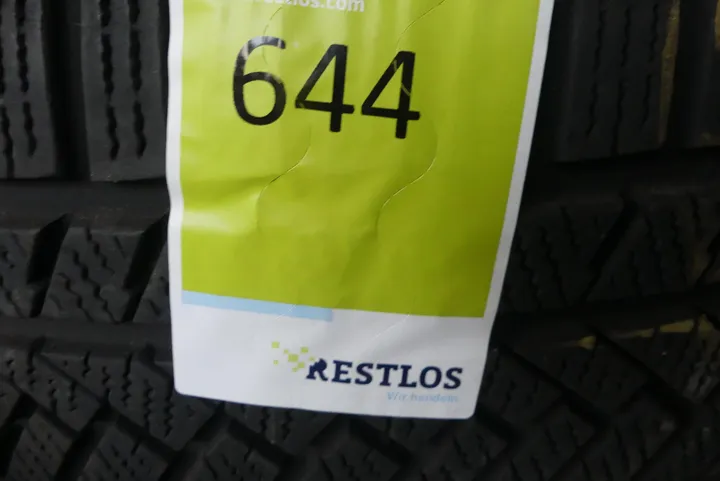 644
RESTLOS
Wir handeln